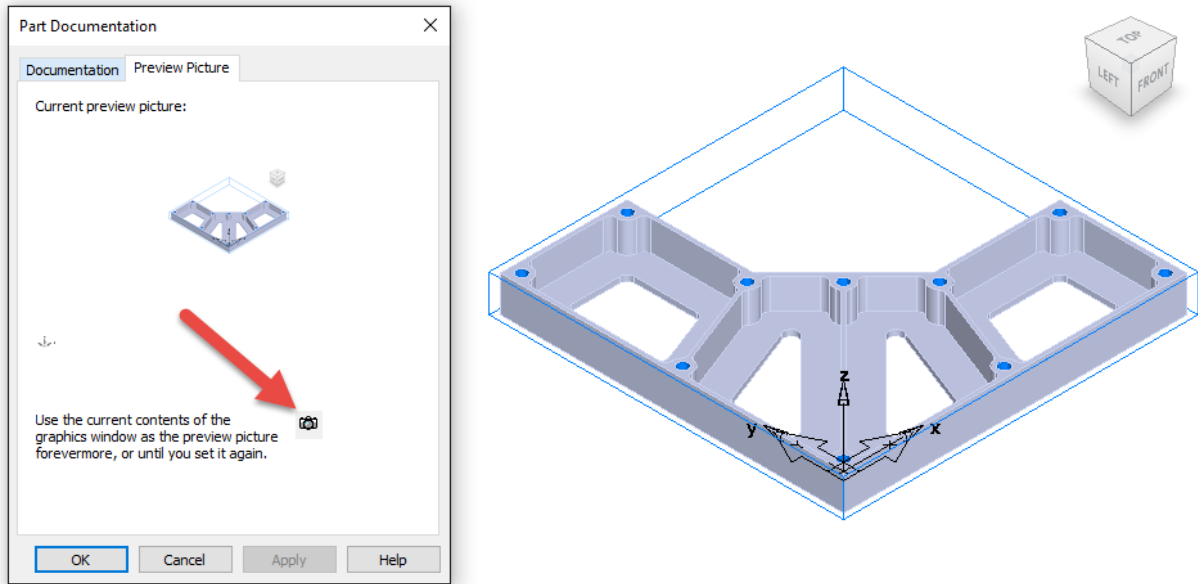 Part Documentation
Documentation
Preview Picture
Current preview picture:
Use the current contents of the
graphics window as the preview picture
forevermore, or until you set it again.
OK
Cancel
Apply
Help
TOP
LEFT
FRONT
z
y
x